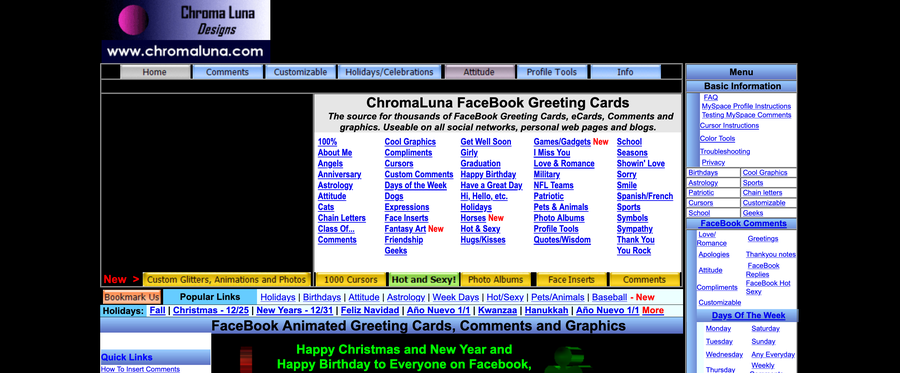 Chroma Luna
Designs
www.chromaluna.com
Home Comments Customizable Holidays/Celebrations Attitude Profile Tools Info
ChromaLuna FaceBook Greeting Cards
The source for thousands of FaceBook Greeting Cards, eCards, Comments and
graphics. Useable on all social networks, personal web pages and blogs.
100%
About Me
Angels
Anniversary
Astrology
Attitude
Cats
Chain Letters
Class Of...
Comments
Cool Graphics
Compliments
Cursors
Custom Comments
Days of the Week
Dogs
Expressions
Face Inserts
Fantasy Art New
Friendship
Geeks
Get Well Soon
Girly
Graduation
Happy Birthday
Have a Great Day
Hi, Hello, etc.
Holidays
Horses New
Hot & Sexy
Hugs/Kisses
Games/Gadgets New
I Miss You
Love & Romance
Military
NFL Teams
Patriotic
Pets & Animals
Photo Albums
Profile Tools
Quotes/Wisdom
School
Seasons
Showin' Love
Sorry
Smile
Spanish/French
Sports
Symbols
Sympathy
Thank You
You Rock
New > Custom Glitters, Animations and Photos 1000 Cursors Hot and Sexy! Photo Albums Face Inserts Comments
Bookmark Us Popular Links Holidays | Birthdays | Attitude | Astrology | Week Days | Hot/Sexy | Pets/Animals | Baseball - New
Holidays: Fall | Christmas - 12/25 | New Years - 12/31 | Feliz Navidad | Año Nuevo 1/1 | Kwanzaa | Hanukkah | Año Nuevo 1/1 More
FaceBook Animated Greeting Cards, Comments and Graphics
Quick Links
How To Insert Comments
Happy Christmas and New Year and
Happy Birthday to Everyone on Facebook,
Menu
Basic Information
FAQ
MySpace Profile Instructions
Testing MySpace Comments
Cursor Instructions
Color Tools
Troubleshooting
Privacy
Birthdays Cool Graphics
Astrology Sports
Patriotic Chain letters
Cursors Customizable
School Geeks
FaceBook Comments
Love/
Romance
Apologies
Attitude
Compliments
Customizable
Greetings
Thankyou notes
FaceBook
Replies
FaceBook Hot
Sexy
Days Of The Week
Monday Saturday
Tuesday Sunday
Wednesday Any Everyday
Thursday Weekly